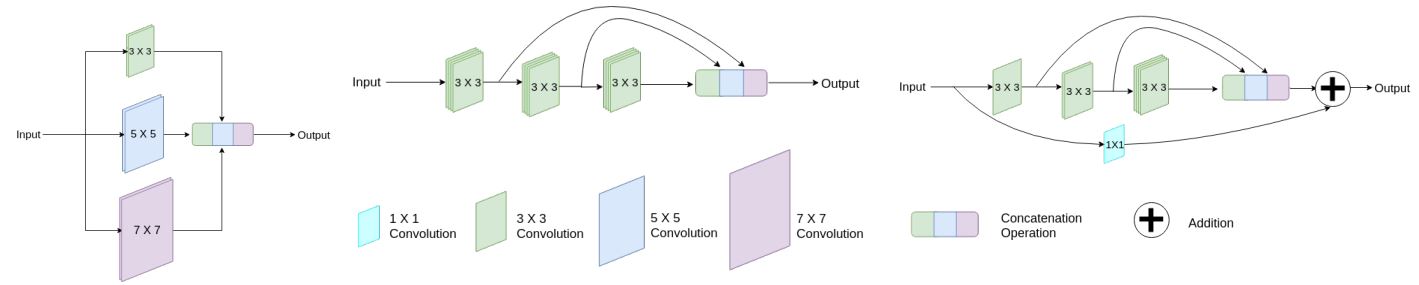 3 X 3
Input
5 X 5
Output
7 X 7
Input
3 X 3
3 X 3
3 X 3
Output
1 X 1
Convolution
3 X 3
Convolution
5 X 5
Convolution
7 X 7
Convolution
Input
3 X 3
3 X 3
3 X 3
Output
1X1
Concatenation
Operation
Addition